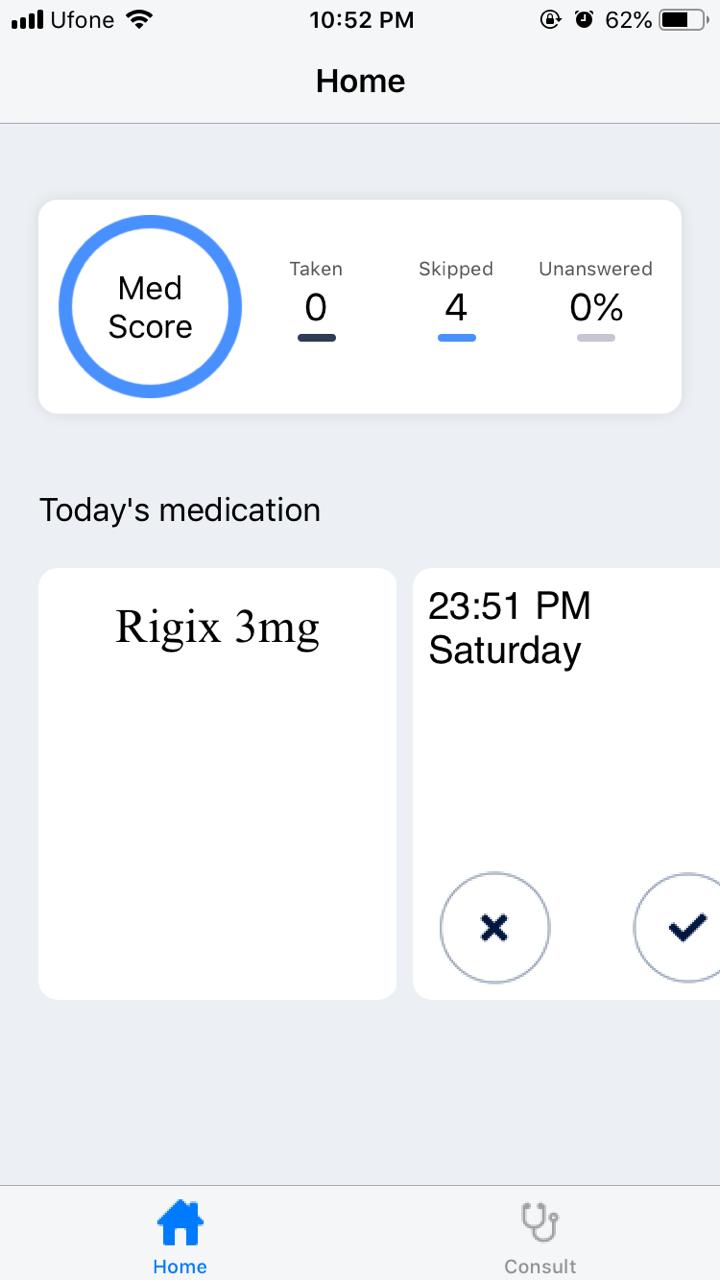 Ufone 10:52 PM 62%
Home
Med
Score
Taken
0
Skipped
4
Unanswered
0%
Today's medication
Rigix 3mg
23:51 PM
Saturday
Home
Consult